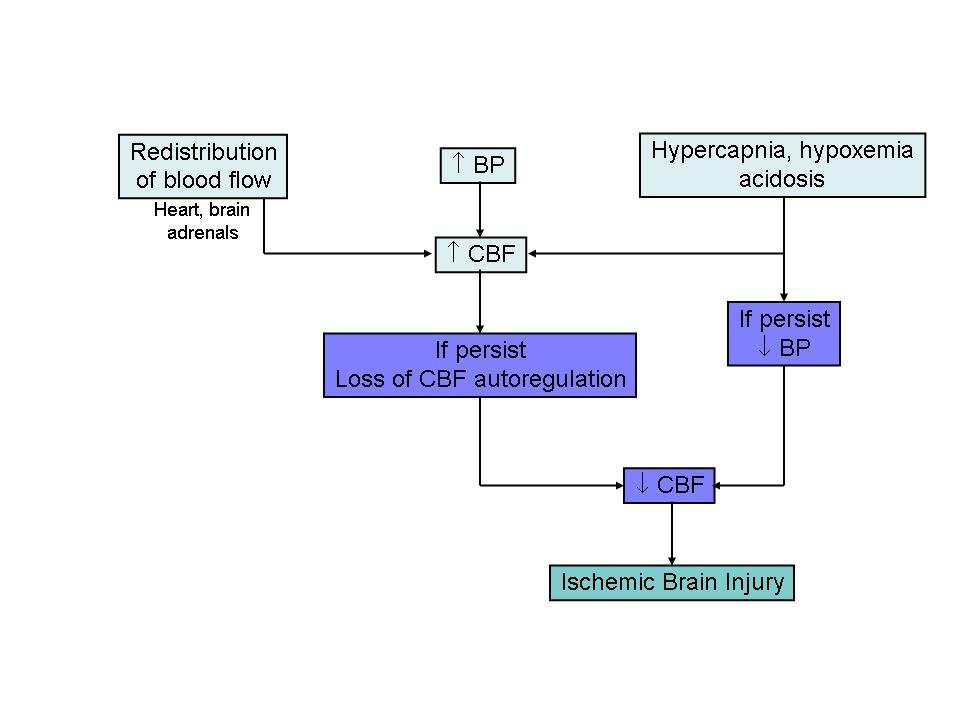 Redistribution
of blood flow
Heart, brain
adrenals
↑ BP
Hypercapnia, hypoxemia
acidosis
↑ CBF
If persist
↓ BP
If persist
Loss of CBF autoregulation
↓ CBF
Ischemic Brain Injury